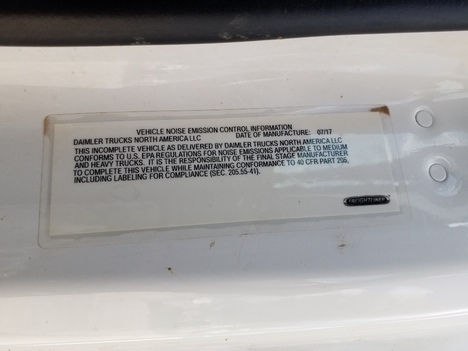 VEHICLE NOISE EMISSION CONTROL INFORMATION
DAIMLER TRUCKS NORTH AMERICA LLC DATE OF MANUFACTURE: 07/17
THIS INCOMPLETE VEHICLE AS DELIVERED BY DAIMLER TRUCKS NORTH AMERICA LLC
CONFORMS TO U.S. EPA REGULATIONS FOR NOISE EMISSIONS APPLICABLE TO MEDIUM
AND HEAVY TRUCKS. IT IS THE RESPONSIBILITY OF THE FINAL STAGE MANUFACTURER
TO COMPLETE THIS VEHICLE WHILE MAINTAINING CONFORMANCE TO 40 CFR PART 205,
INCLUDING LABELING FOR COMPLIANCE (SEC. 205.55-41).
FREIGHTLINER